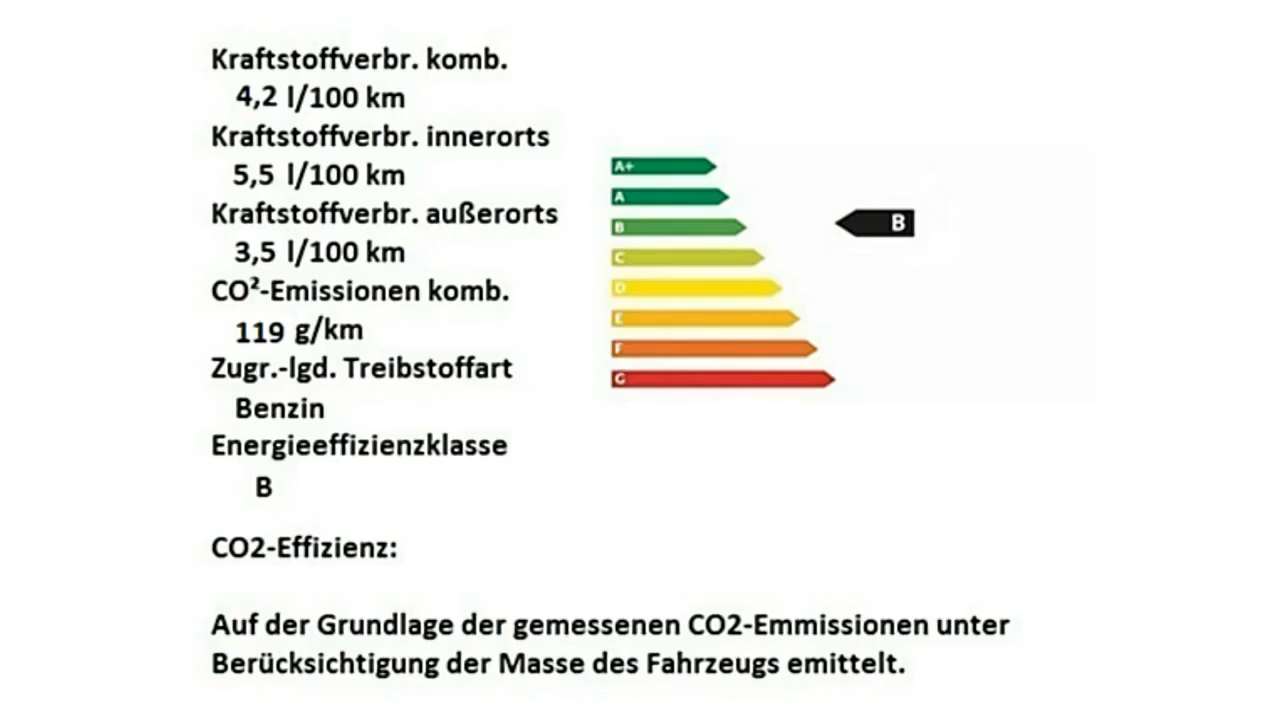 Kraftstoffverbr. komb.
4,2 l/100 km
Kraftstoffverbr. innerorts
5,5 l/100 km
Kraftstoffverbr. außerorts
3,5 l/100 km
CO²-Emissionen komb.
119 g/km
Zugr.-lgd. Treibstoffart
Benzin
Energieeffizienzklasse
B
A+
A
B
C
D
E
F
G
B
CO2-Effizienz:
Auf der Grundlage der gemessenen CO2-Emmissionen unter
Berücksichtigung der Masse des Fahrzeugs emittelt.